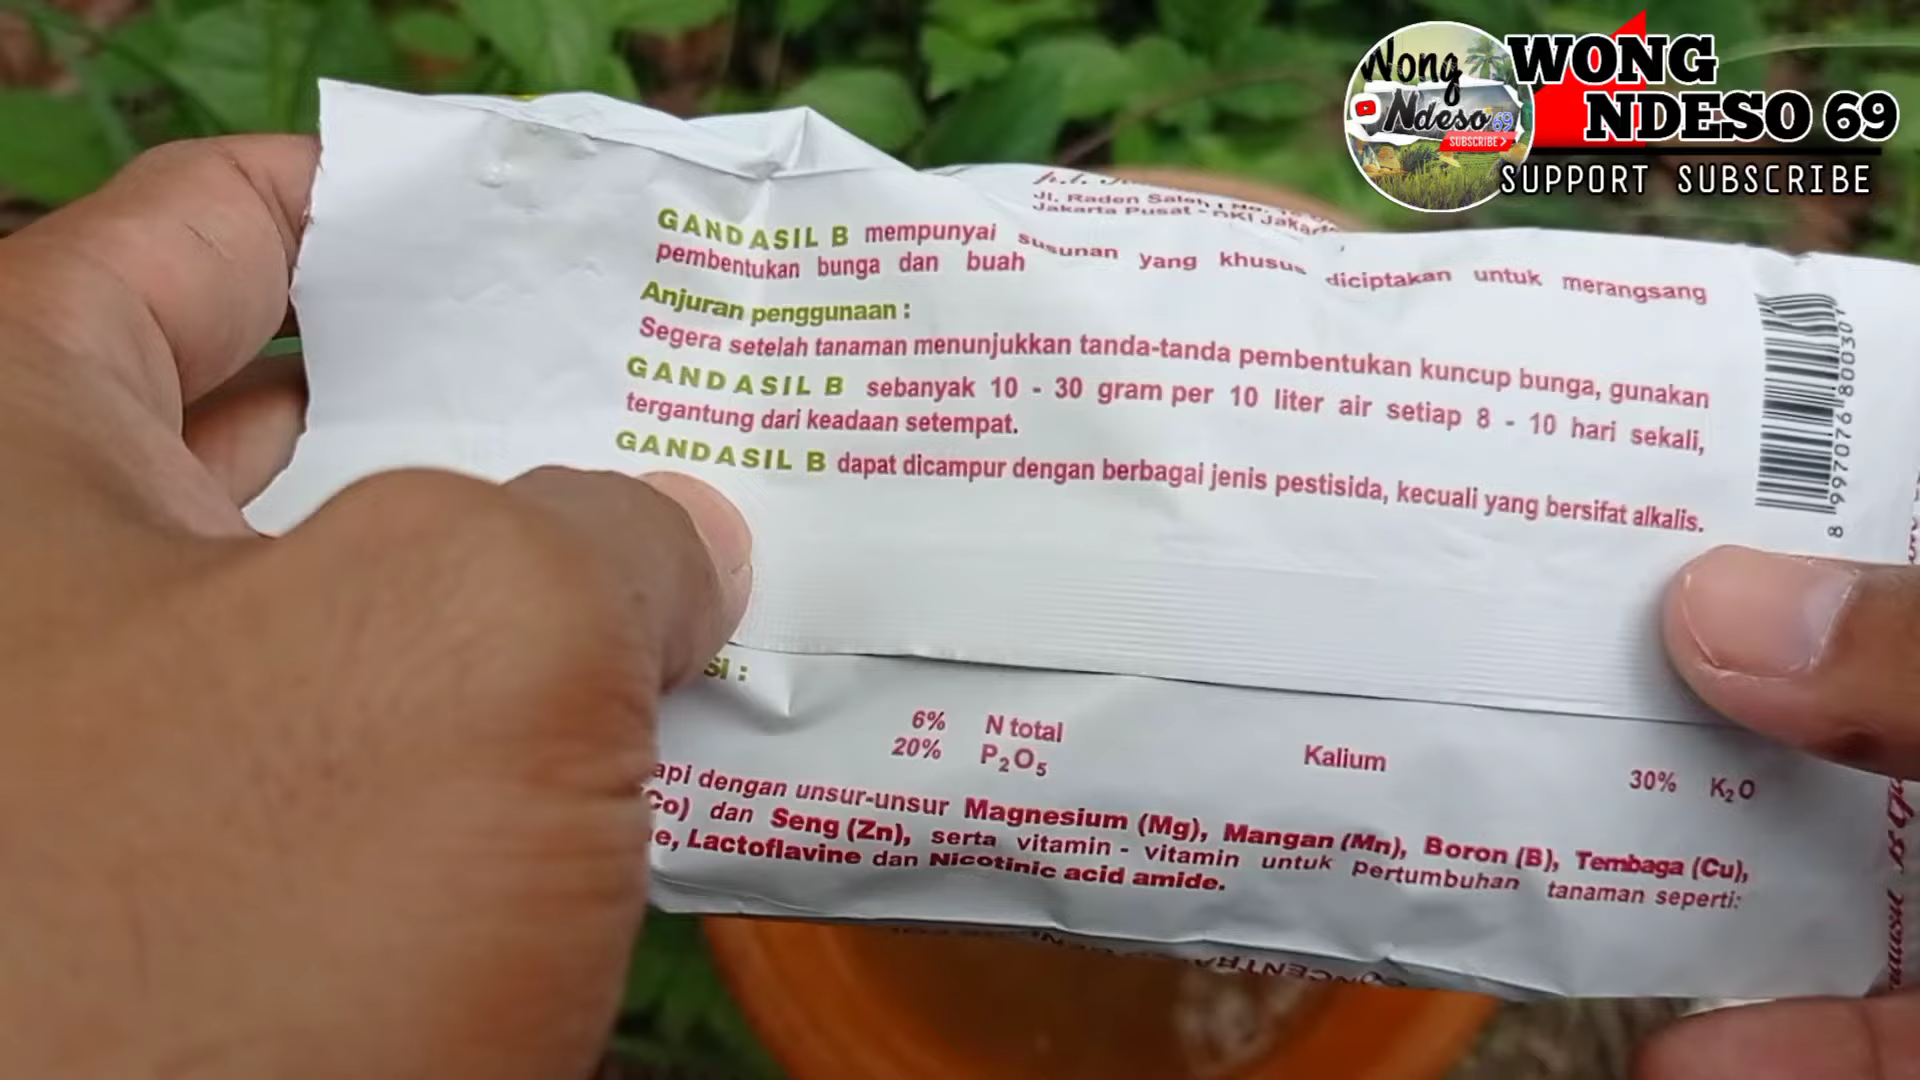 Wong
Ndeso 69
SUBSCRIBE
WONG
NDESO 69
SUPPORT SUBSCRIBE
Jl. Raden Saleh I No.
Jakarta Pusat - DKI Jakarta
GANDASIL B mempunyai susunan yang khusus diciptakan untuk merangsang
pembentukan bunga dan buah
Anjuran penggunaan :
Segera setelah tanaman menunjukkan tanda-tanda pembentukan kuncup bunga, gunakan
GANDASIL B sebanyak 10 - 30 gram per 10 liter air setiap 8 - 10 hari sekali,
tergantung dari keadaan setempat.
GANDASIL B dapat dicampur dengan berbagai jenis pestisida, kecuali yang bersifat alkalis.
8 997076 800301
SI :
6% N total
20% P₂O₅
Kalium 30% K₂O
api dengan unsur-unsur Magnesium (Mg), Mangan (Mn), Boron (B), Tembaga (Cu),
(Co) dan Seng (Zn), serta vitamin - vitamin untuk pertumbuhan tanaman seperti:
e, Lactoflavine dan Nicotinic acid amide.